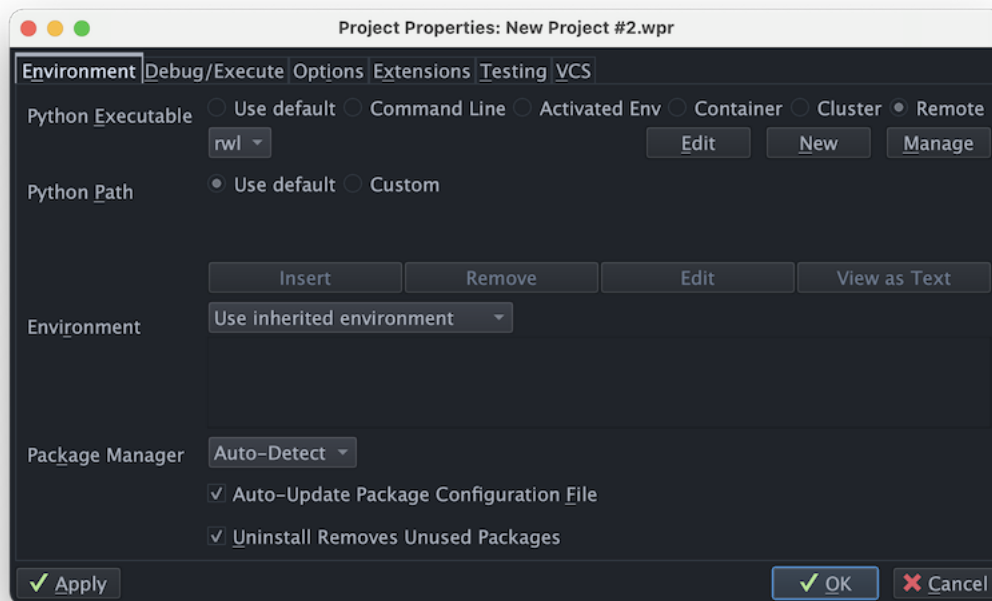 Project Properties: New Project #2.wpr
Environment Debug/Execute Options Extensions Testing VCS
Python Executable Use default Command Line Activated Env Container Cluster Remote
rwl Edit New Manage
Python Path Use default Custom
Insert Remove Edit View as Text
Environment Use inherited environment
Package Manager Auto-Detect
Auto-Update Package Configuration File
Uninstall Removes Unused Packages
Apply OK Cancel